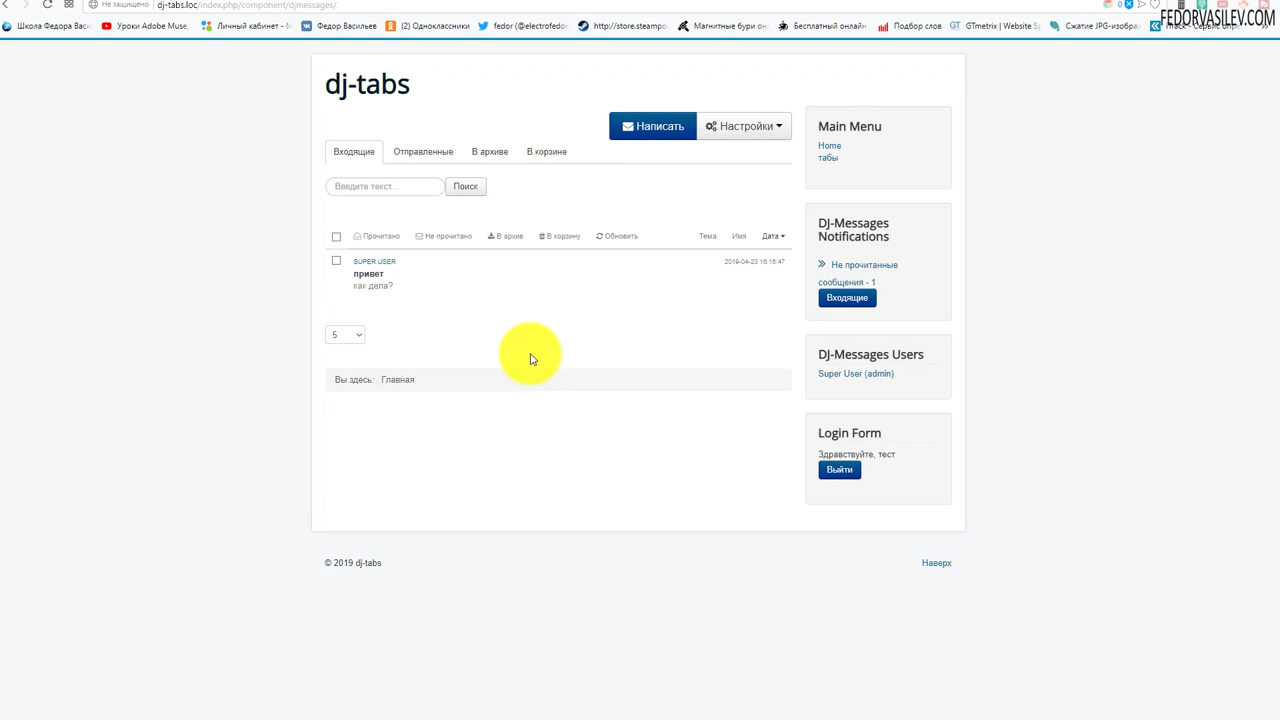 Не защищено dj-tabs.loc/index.php/component/djmessages/
FEDORVASILEV.COM
Школа Федора Васи Уроки Adobe Muse, Личный кабинет - М Федор Васильев (2) Одноклассники fedor (@electrofedo http://store.steampo Магнитные бури он Бесплатный онлайн GTmetrix | Website S Подбор слов Сжатие JPG-изобра
dj-tabs
Написать Настройки
Входящие Отправленные В архиве В корзине
Введите текст... Поиск
Прочитано Не прочитано В архив В корзину Обновить Тема Имя Дата
SUPER USER 2019-04-23 16:15:47
привет
как дела?
5
Вы здесь: Главная
Main Menu
Home
табы
DJ-Messages
Notifications
Не прочитанные
сообщения - 1
Входящие
DJ-Messages Users
Super User (admin)
Login Form
Здравствуйте, тест
Выйти
© 2019 dj-tabs Наверх